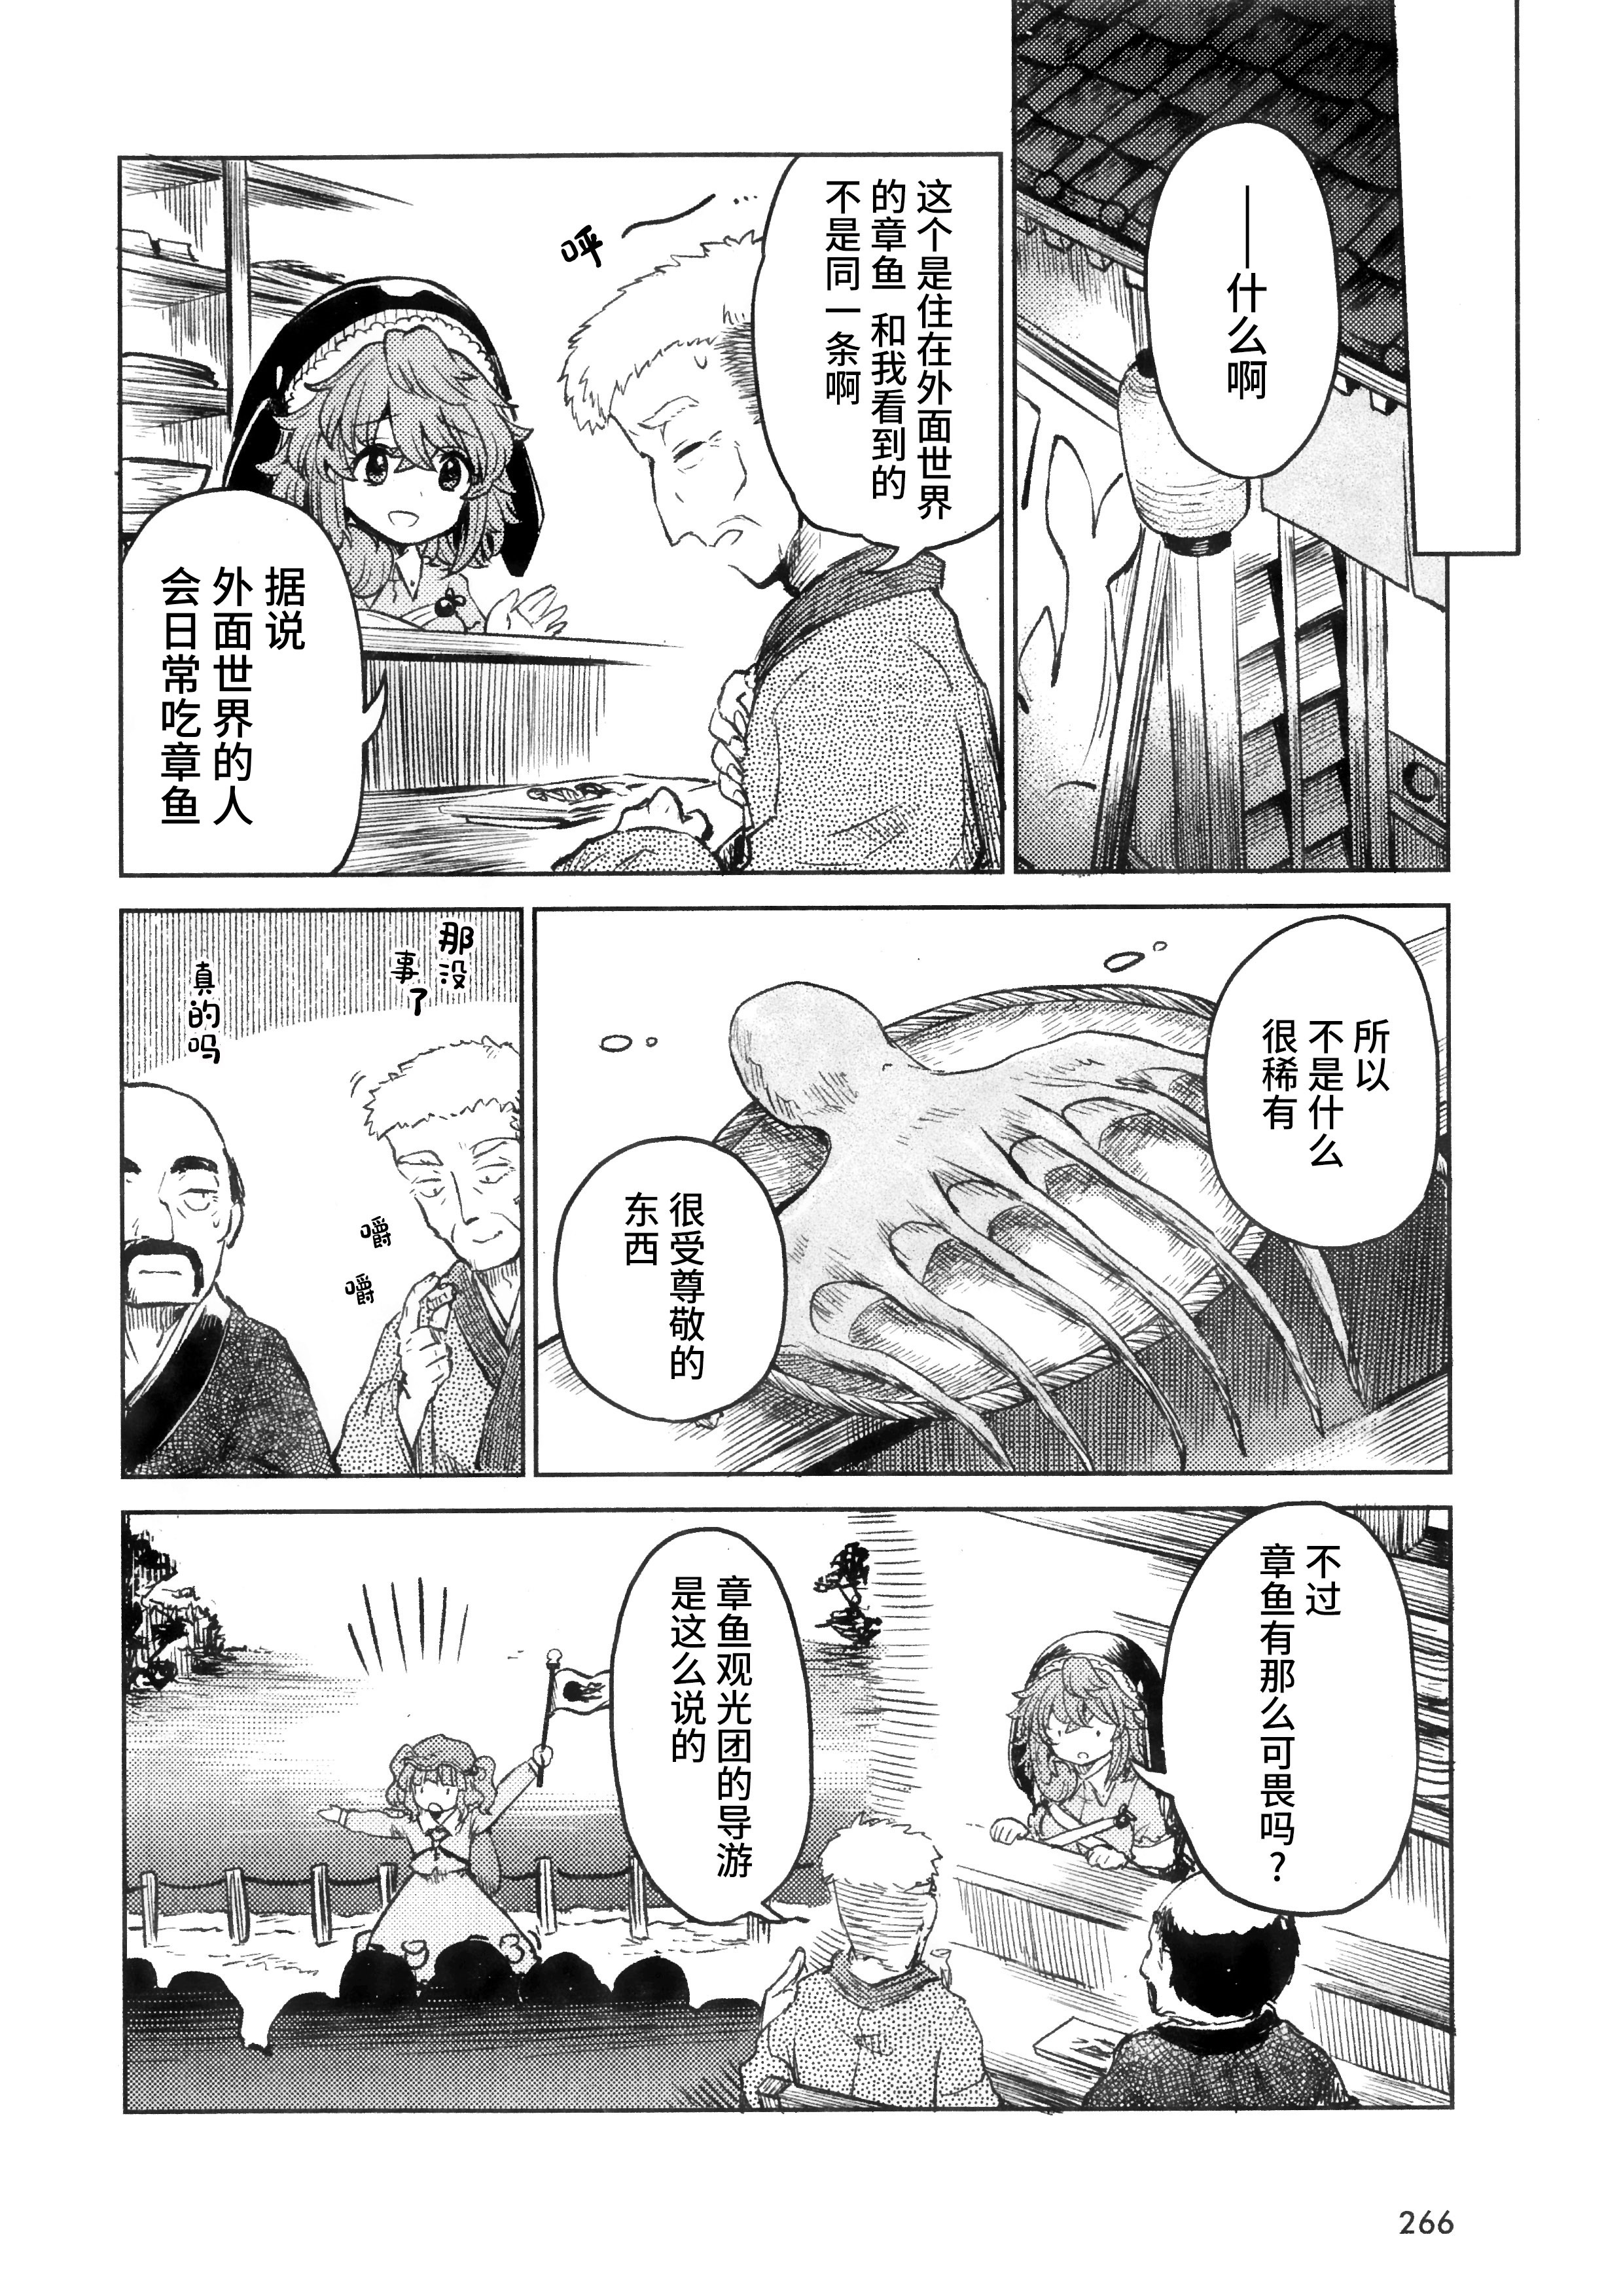 ——什么啊
这个是住在外面世界
的章鱼 和我看到的
不是同一条啊
呼
…
据说
外面世界的人
会日常吃章鱼
所以
不是什么
很稀有
很受尊敬的
东西
那没
事了
真的吗
嚼
嚼
不过
章鱼有那么可畏吗?
章鱼观光团的导游
是这么说的
9 3
266